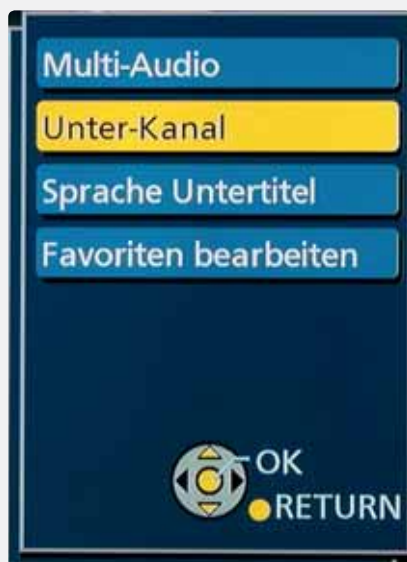 Multi-Audio
Unter-Kanal
Sprache Untertitel
Favoriten bearbeiten
OK
RETURN